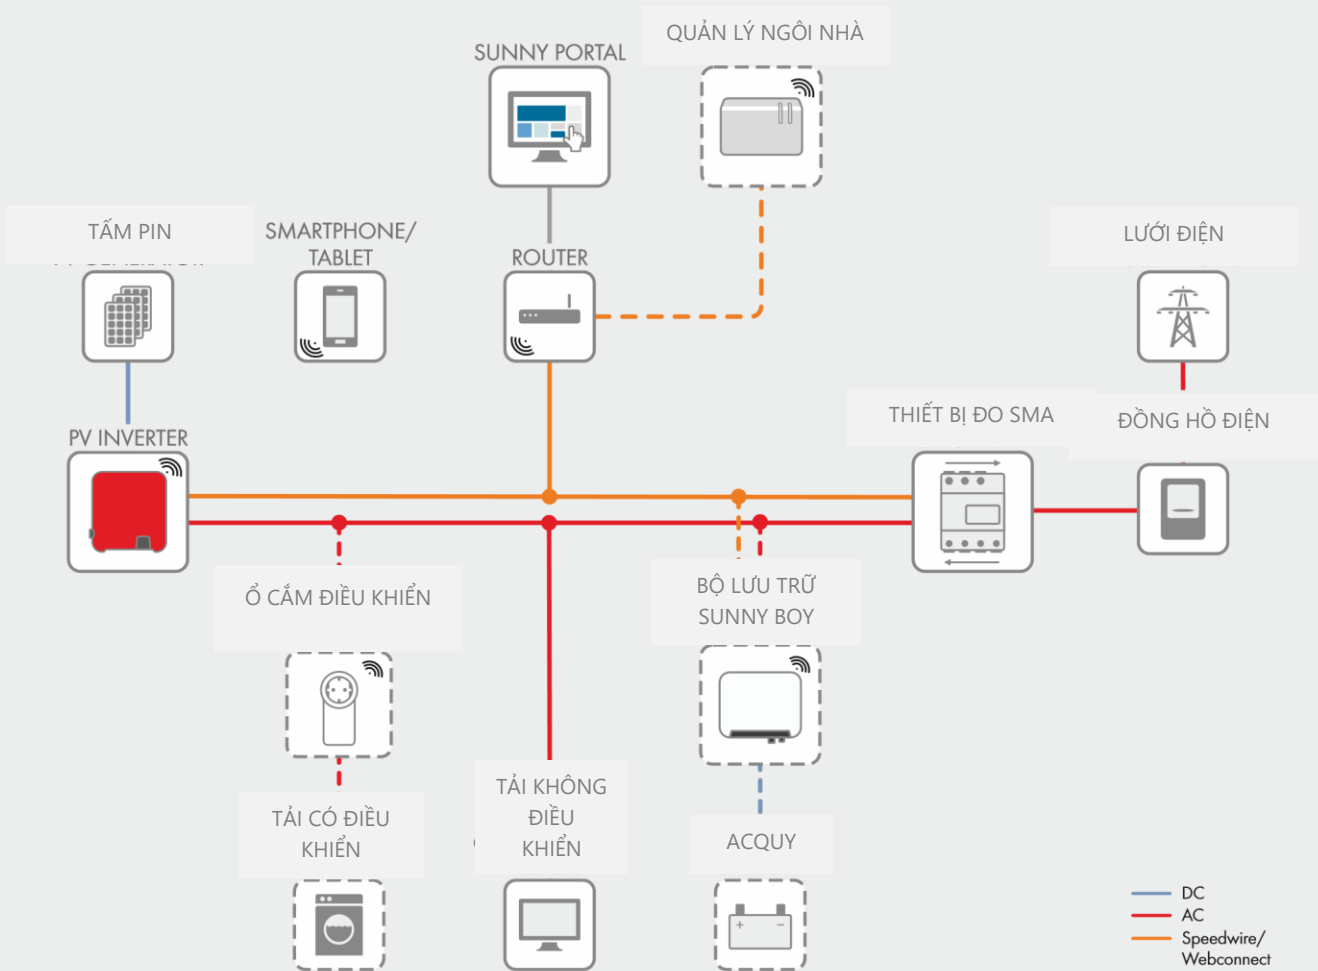 QUẢN LÝ NGÔI NHÀ
SUNNY PORTAL
TẤM PIN
SMARTPHONE/
TABLET
ROUTER
LƯỚI ĐIỆN
PV INVERTER
THIẾT BỊ ĐO SMA
ĐỒNG HỒ ĐIỆN
Ổ CẮM ĐIỀU KHIỂN
BỘ LƯU TRỮ
SUNNY BOY
TẢI CÓ ĐIỀU
KHIỂN
TẢI KHÔNG
ĐIỀU
KHIỂN
ACQUY
DC
AC
Speedwire/
Webconnect